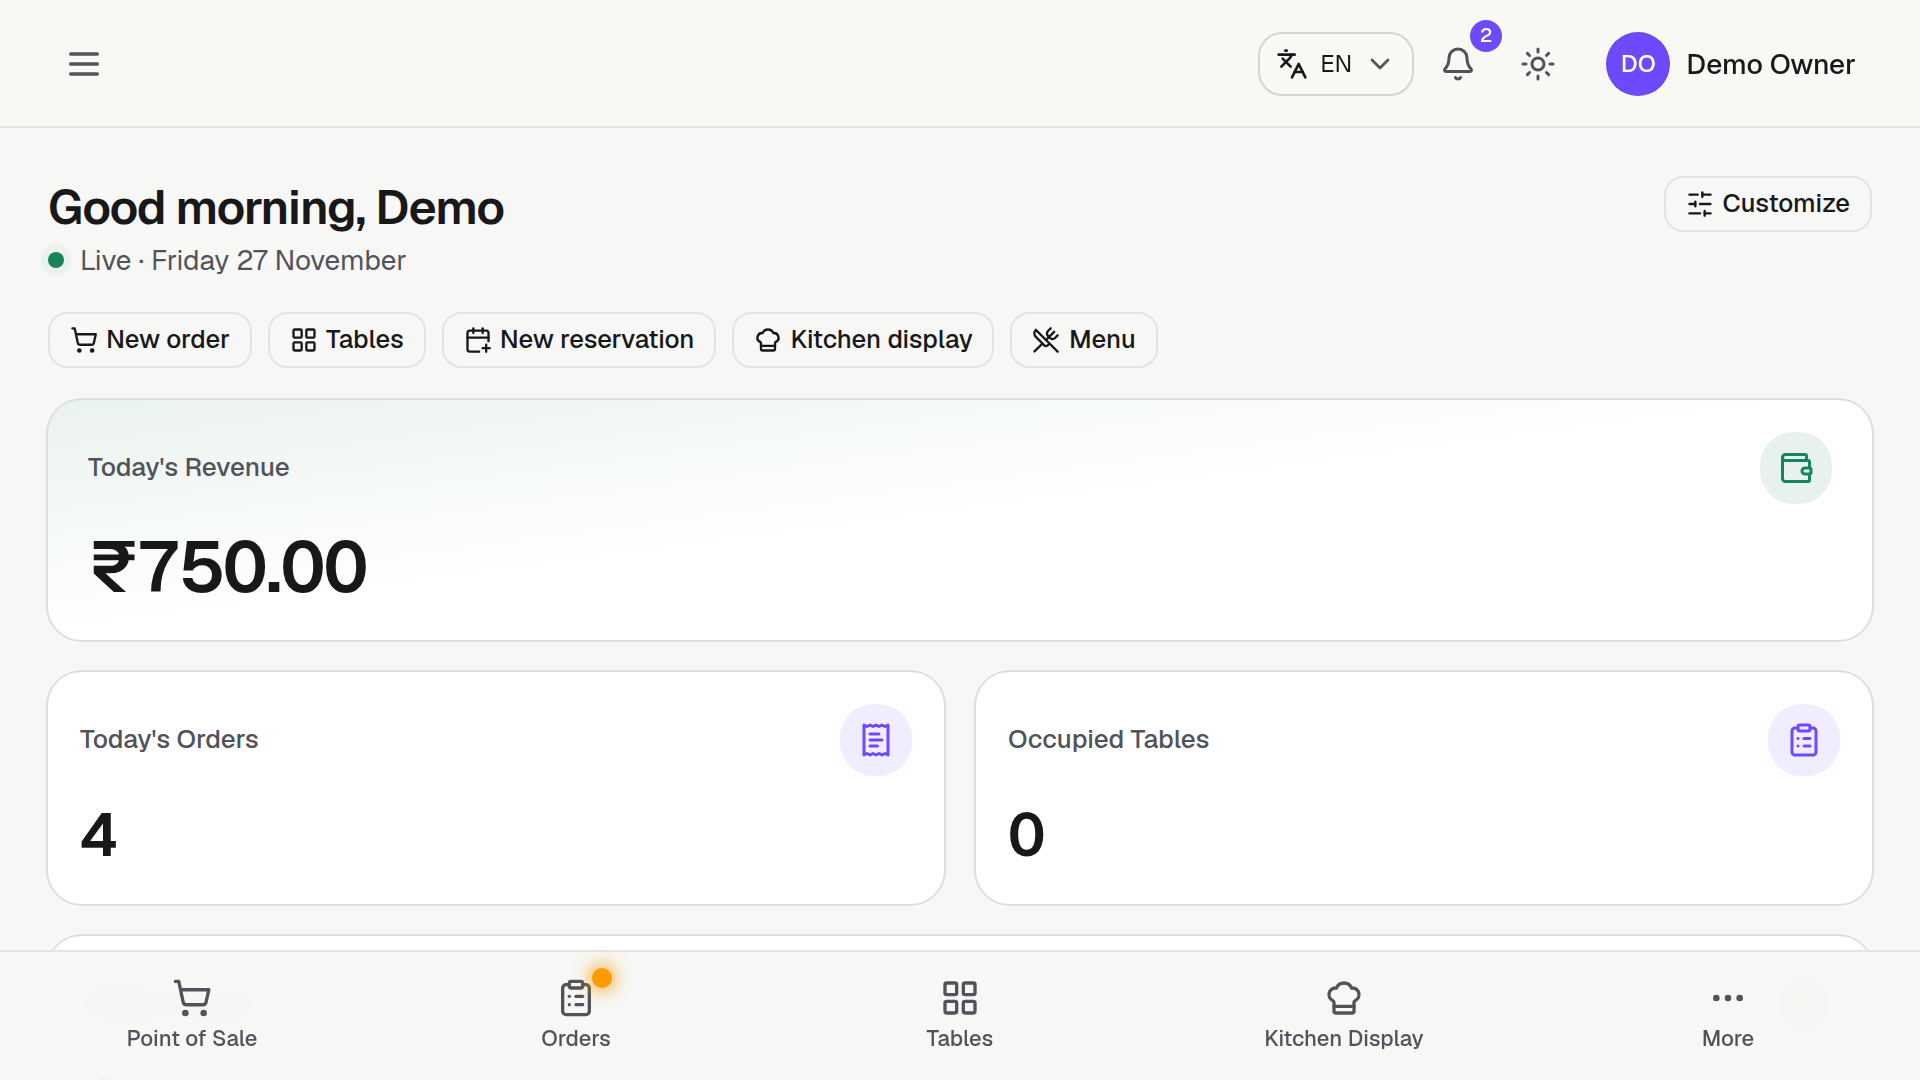 EN
2
DO
Demo Owner
Good morning, Demo
Customize
Live · Friday 27 November
New order
Tables
New reservation
Kitchen display
Menu
Today's Revenue
₹750.00
Today's Orders
Occupied Tables
4
0
Point of Sale
Orders
Tables
Kitchen Display
More